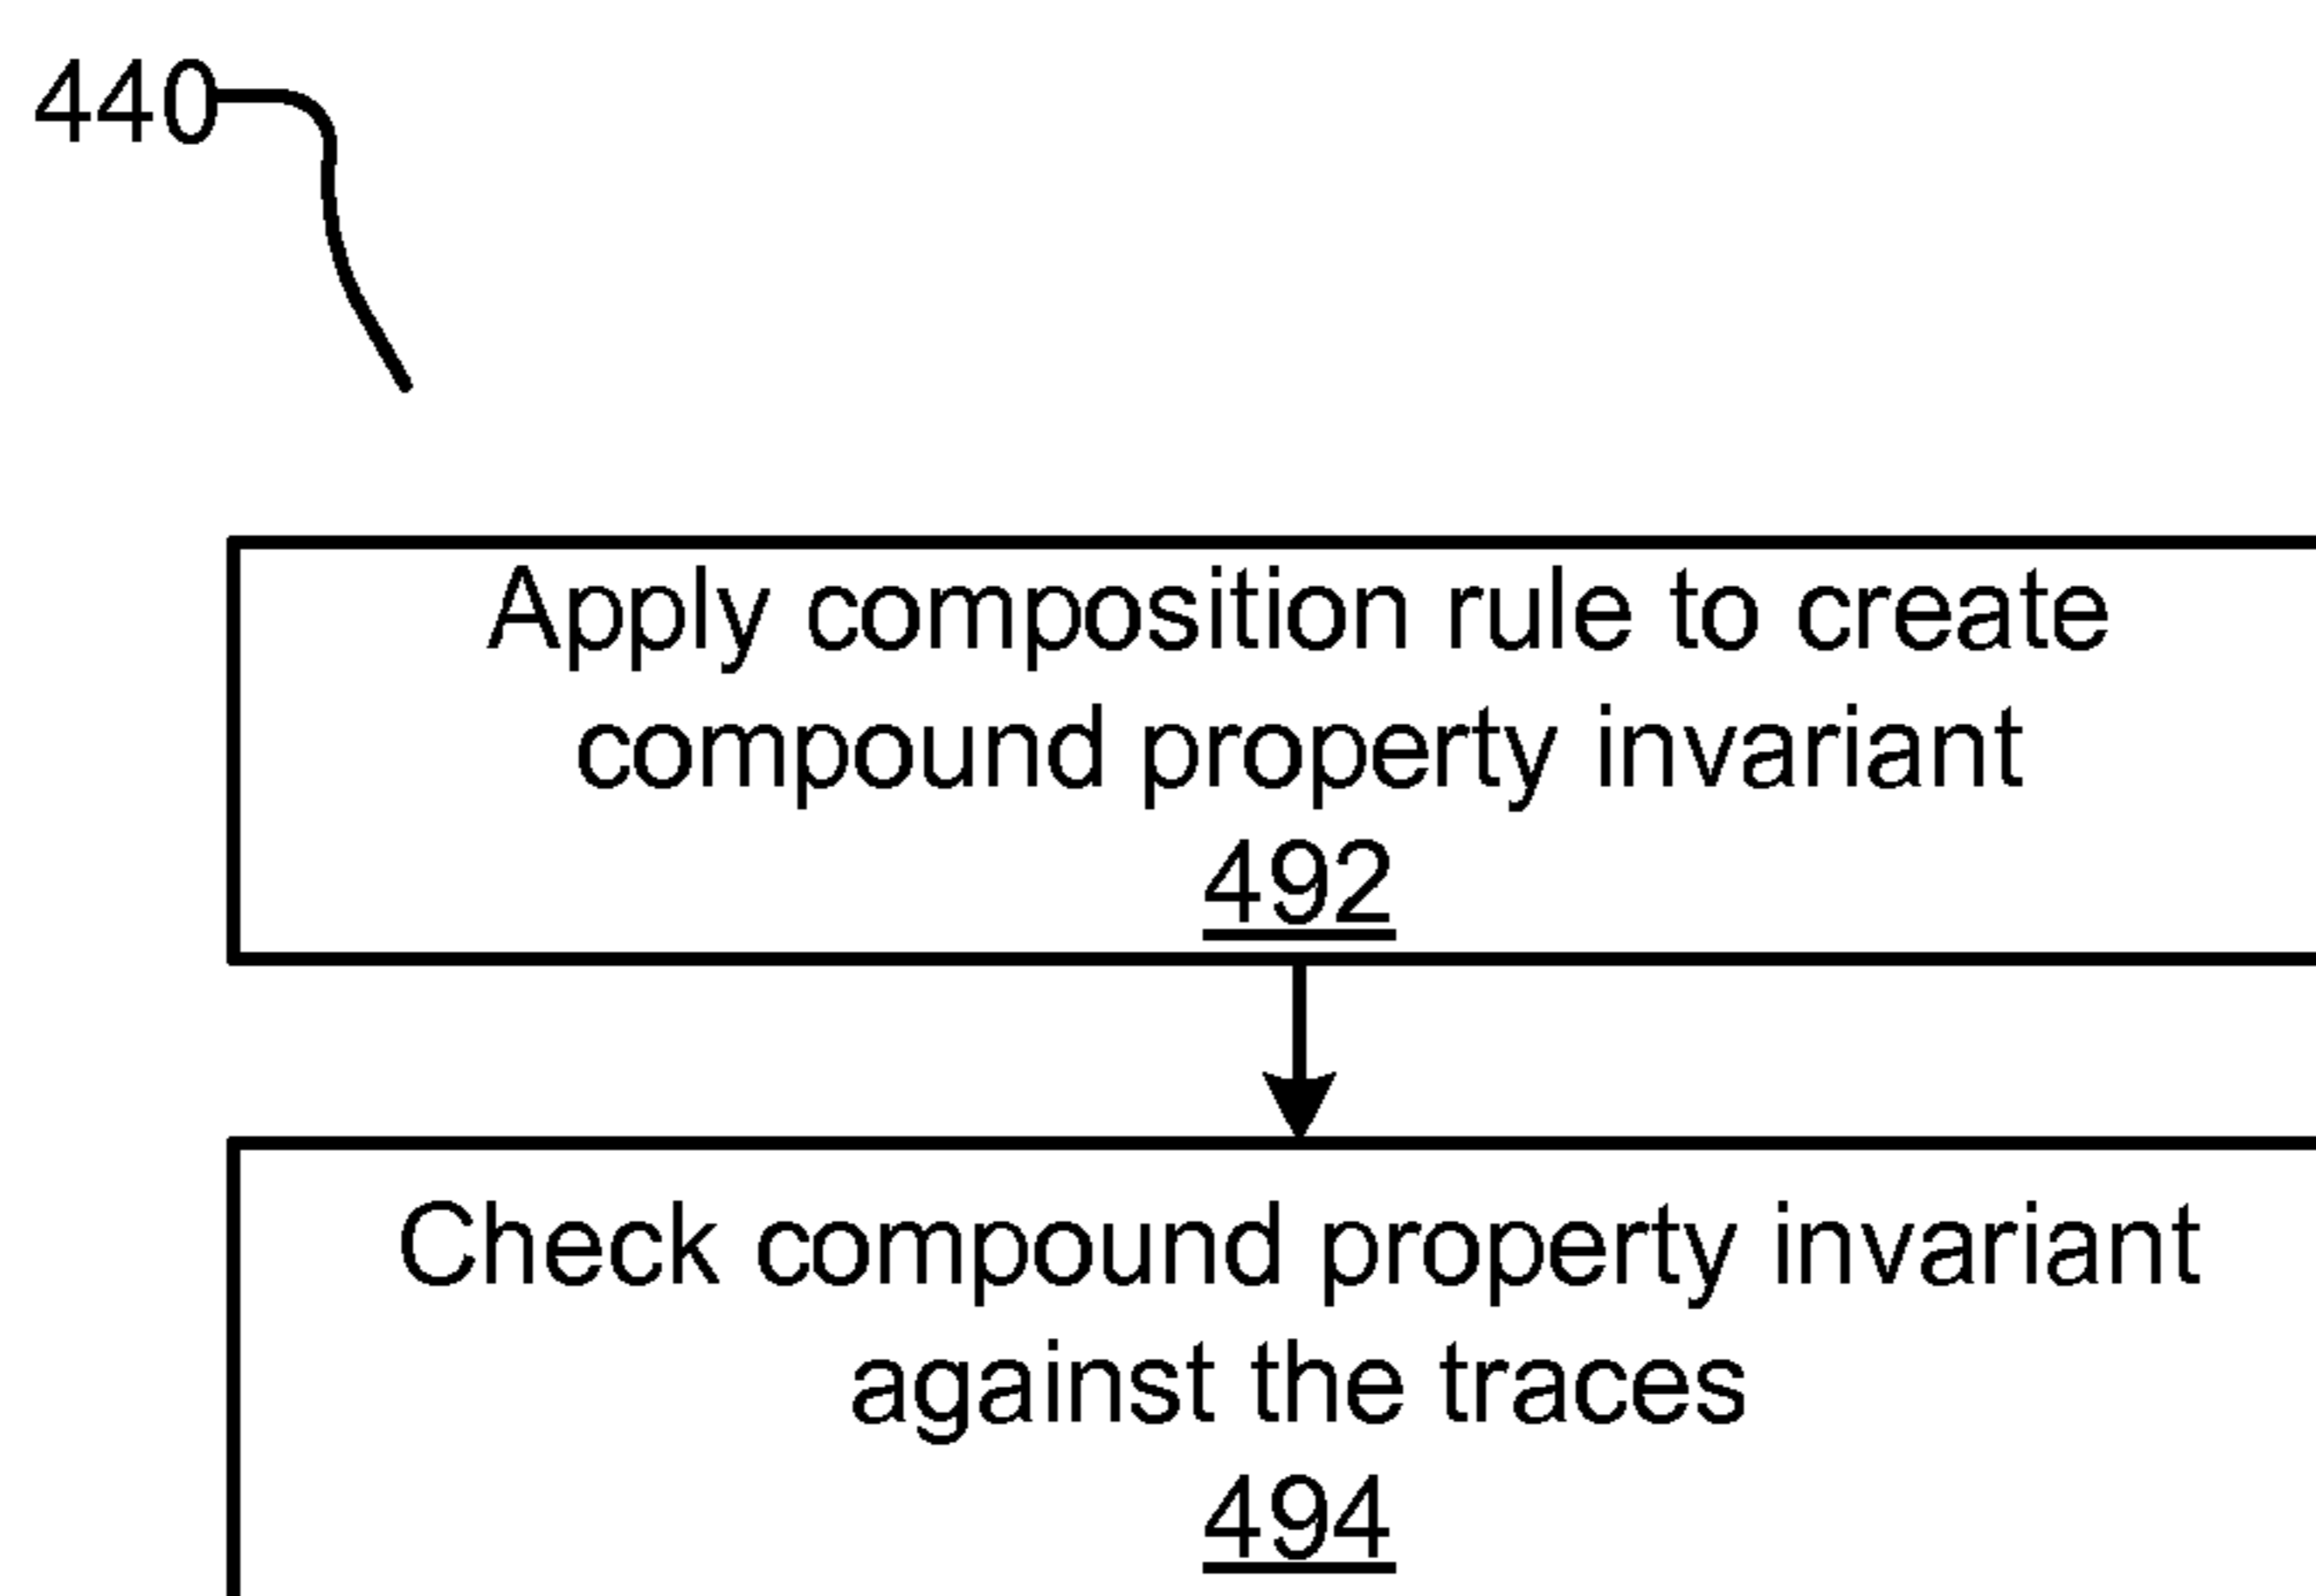 440
Apply composition rule to create
compound property invariant
492
Check compound property invariant
against the traces
494